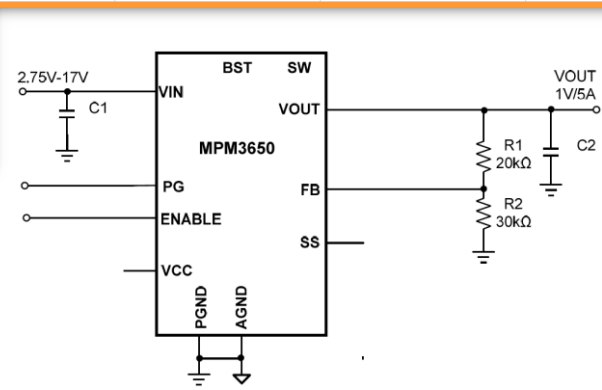 BST SW
2.75V-17V
VIN
C1
VOUT
VOUT
1V/5A
MPM3650
R1
20kΩ
C2
PG
FB
ENABLE
R2
30kΩ
SS
VCC
PGND
AGND